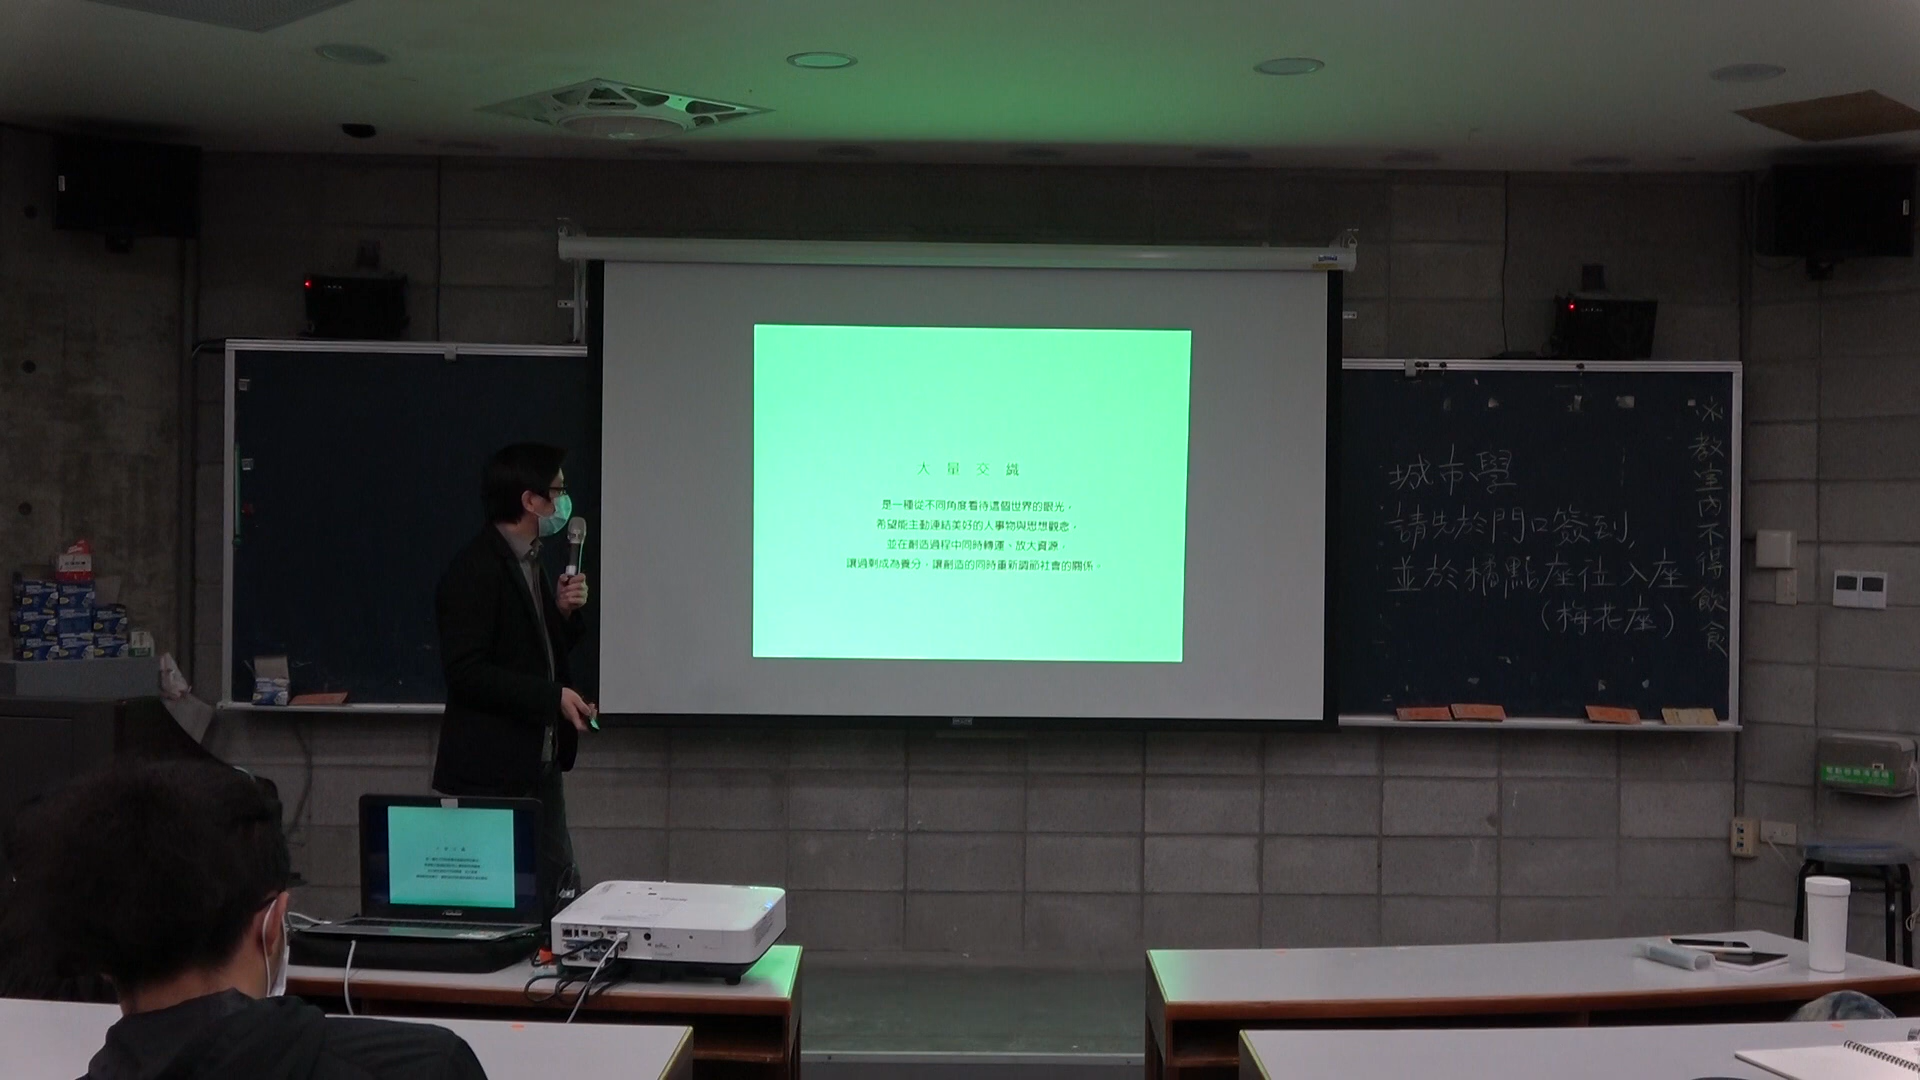 大量交織
是一種從不同角度看待這個世界的眼光，
希望能主動連結美好的人事物與思想觀念，
並在創造過程中同時轉運、放大資源，
讓過剩成為養分，讓創造的同時重新調節社會的關係。
城市學
請先於門口簽到，
並於橘點座位入座
（梅花座）
※教室內不得飲食
ASUS